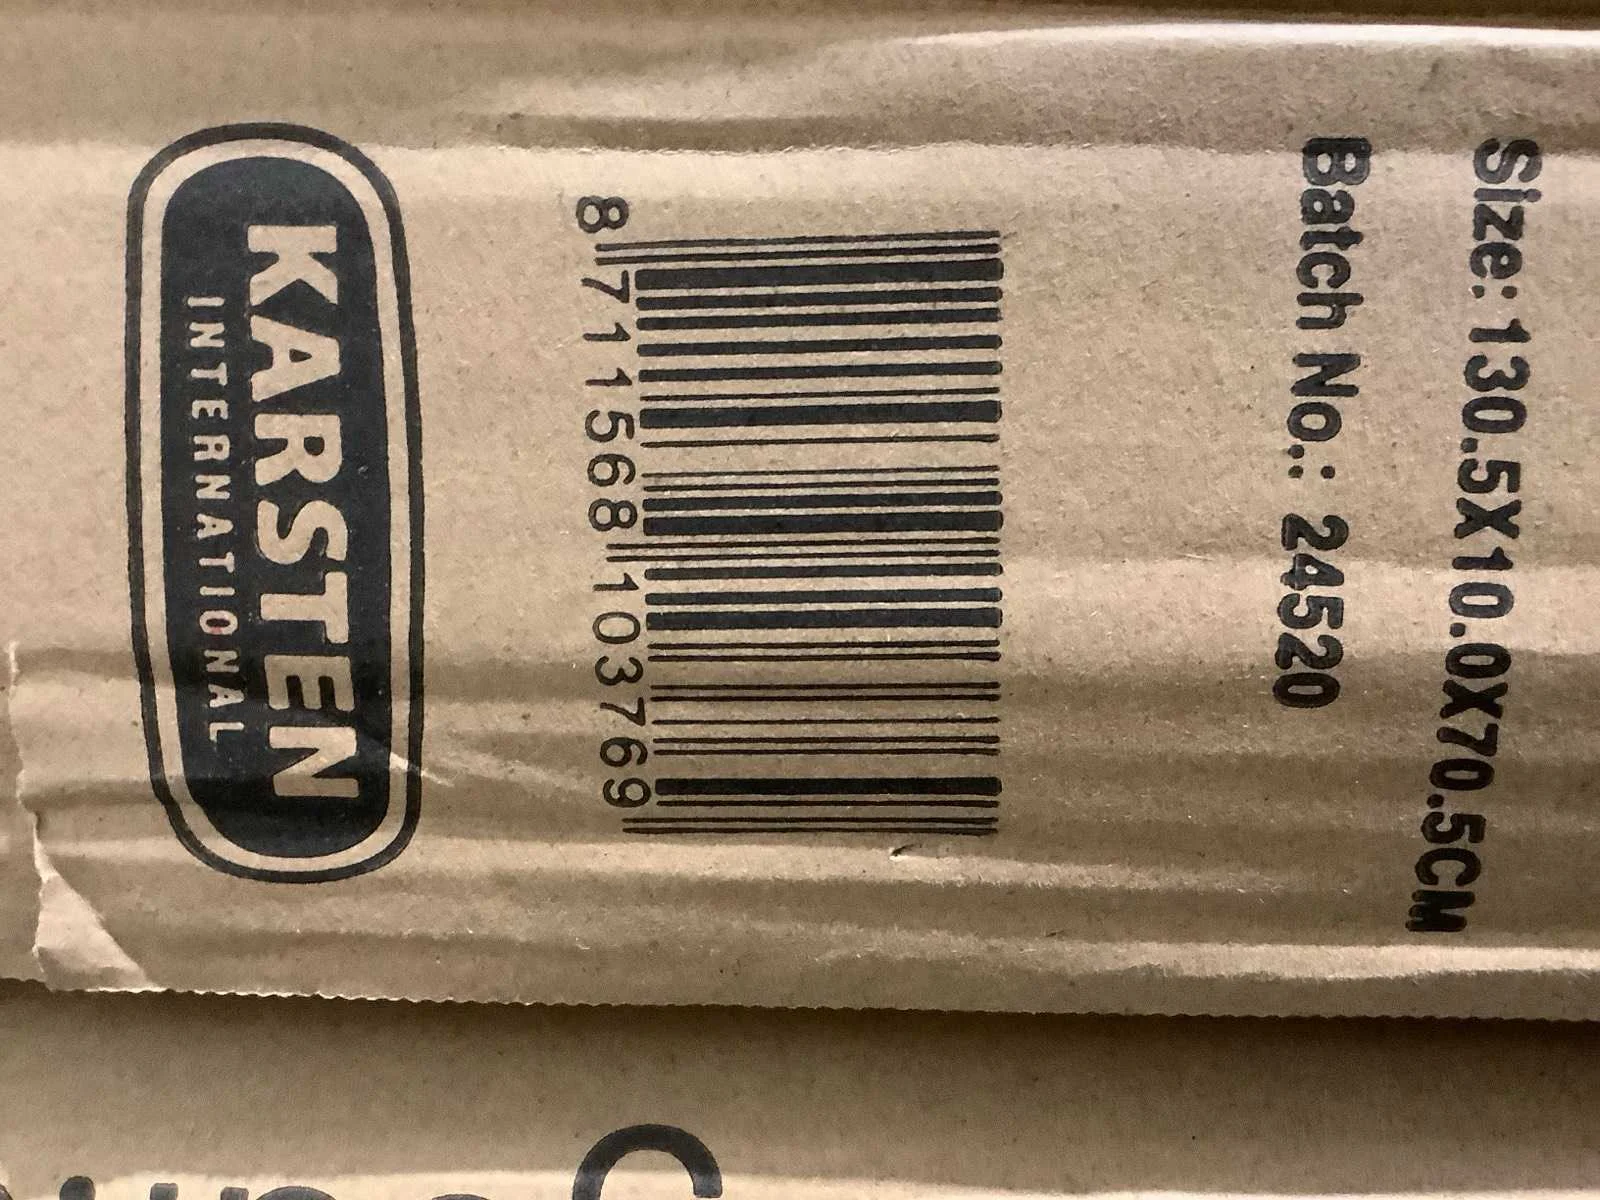 Size: 130.5X10.0X70.5CM
Batch No.: 24520
8 711568 103769
KARSTEN
INTERNATIONAL